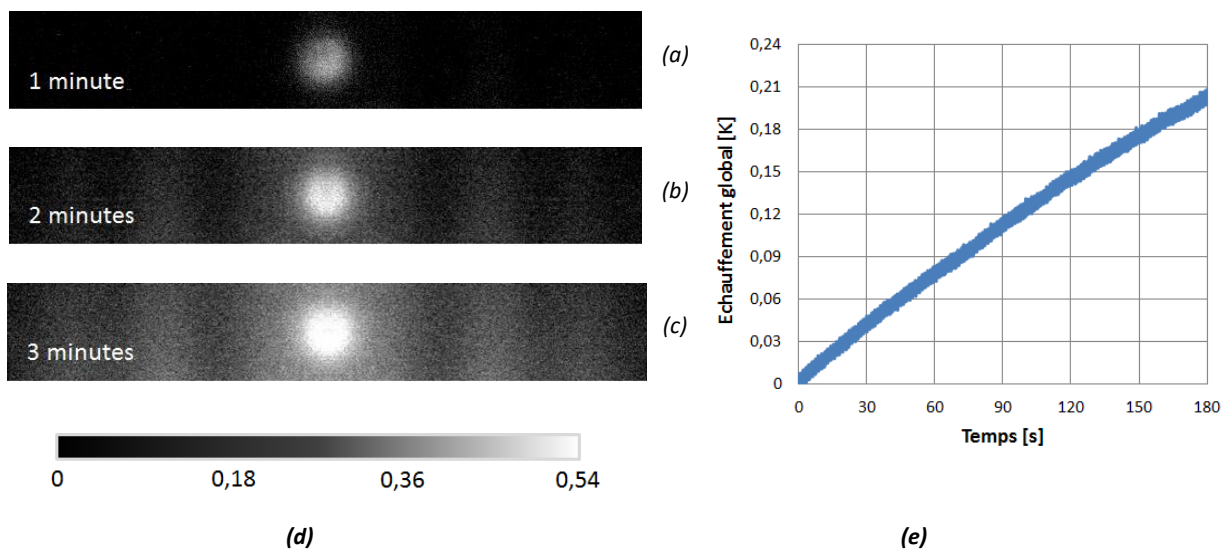 1 minute
(a)
2 minutes
(b)
3 minutes
(c)
0 0,18 0,36 0,54
(d)
0,24
0,21
0,18
0,15
0,12
0,09
0,06
0,03
0
Echauffement global [K]
0 30 60 90 120 150 180
Temps [s]
(e)